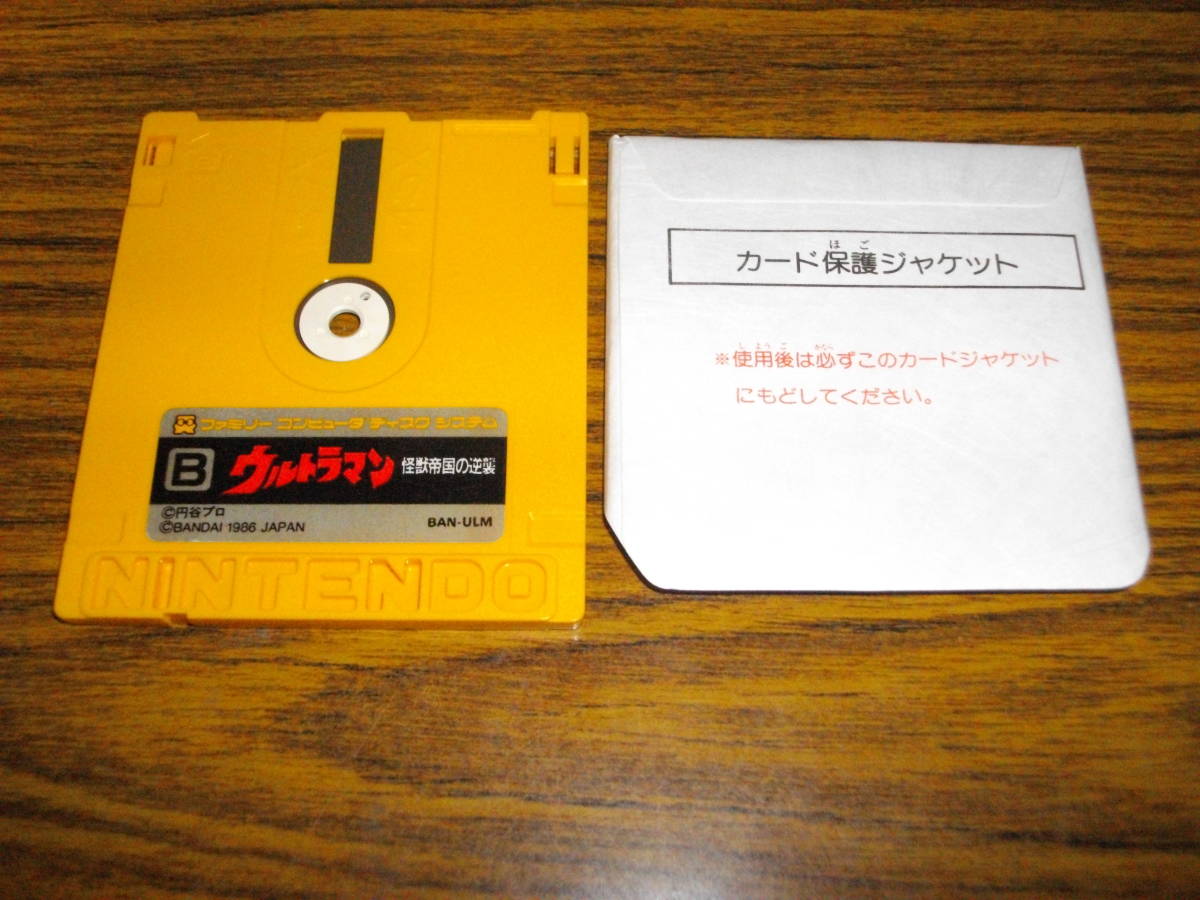 ファミリー コンピュータ ディスク システム
B ウルトラマン 怪獣帝国の逆襲
©円谷プロ
©BANDAI 1986 JAPAN BAN-ULM
NINTENDO
ほご
カード保護ジャケット
しようご かなら
※使用後は必ずこのカードジャケット
にもどしてください。